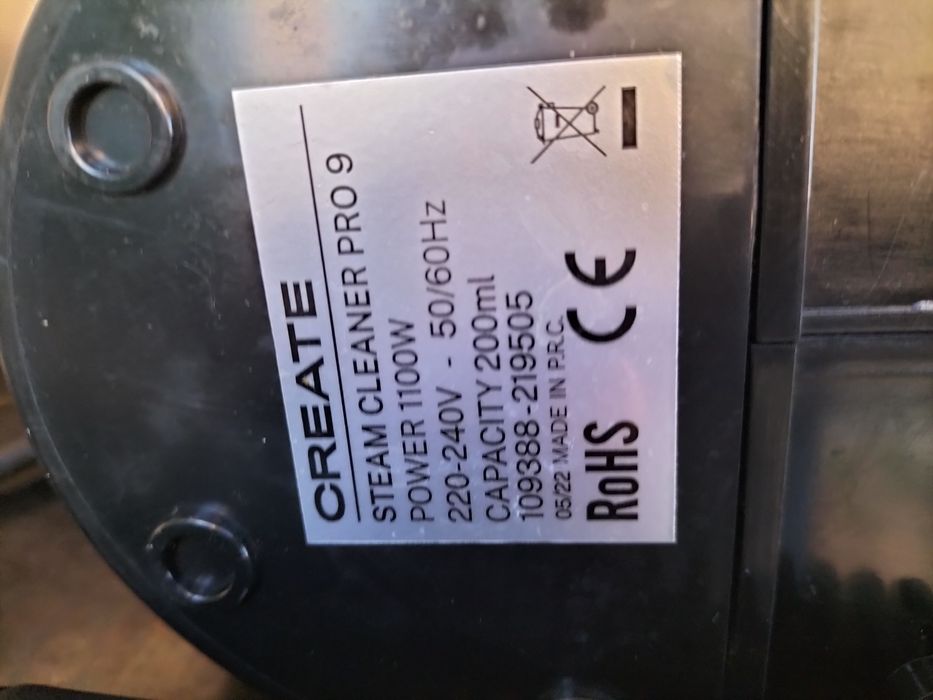 CREATE
STEAM CLEANER PRO 9
POWER 1100W
220-240V - 50/60Hz
CAPACITY 200ml
109388-219505
05/22 MADE IN P.R.C.
RoHS CE